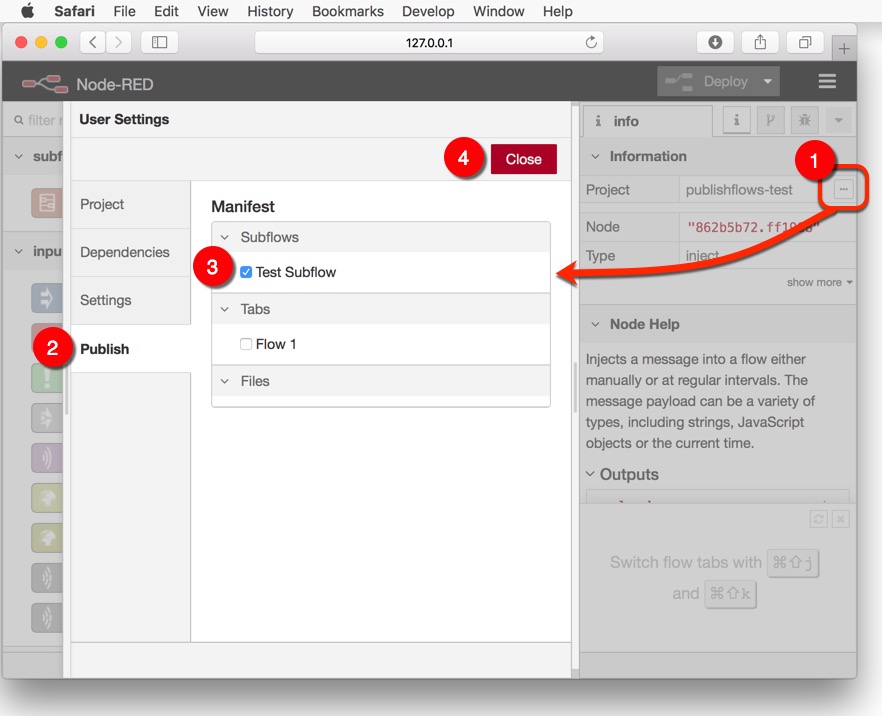 Safari File Edit View History Bookmarks Develop Window Help
127.0.0.1
Node-RED
Deploy
filter
User Settings
info
i
subf
4
Close
Information
1
Project
publishflows-test
...
Project
Manifest
Subflows
Node
"862b5b72.ff19
inpu
Dependencies
3
Test Subflow
Type
inject
show more
Settings
Tabs
Node Help
2
Publish
Flow 1
Injects a message into a flow either
manually or at regular intervals. The
message payload can be a variety of
types, including strings, JavaScript
objects or the current time.
Files
Outputs
Switch flow tabs with ⌘⇧j
and ⌘⇧k